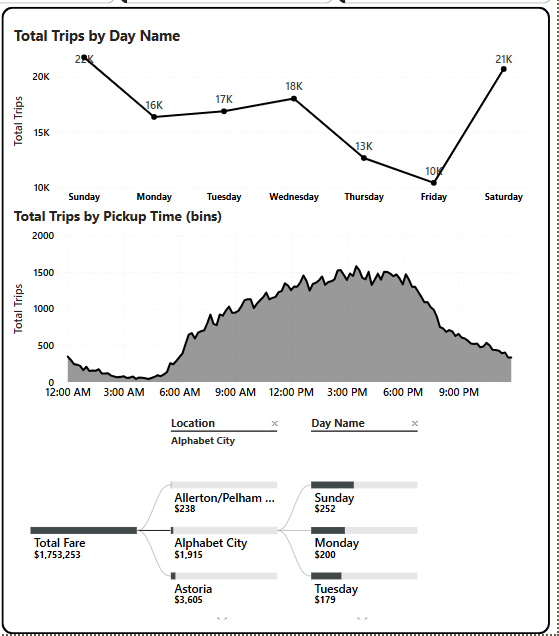 Total Trips by Day Name
Total Trips
20K
15K
10K
22K
16K
17K
18K
13K
10K
21K
Sunday Monday Tuesday Wednesday Thursday Friday Saturday
Total Trips by Pickup Time (bins)
Total Trips
2000
1500
1000
500
0
12:00 AM 3:00 AM 6:00 AM 9:00 AM 12:00 PM 3:00 PM 6:00 PM 9:00 PM
Location × Day Name ×
Alphabet City
Allerton/Pelham ...
$238
Sunday
$252
Total Fare
$1,753,253
Alphabet City
$1,915
Monday
$200
Astoria
$3,605
Tuesday
$179